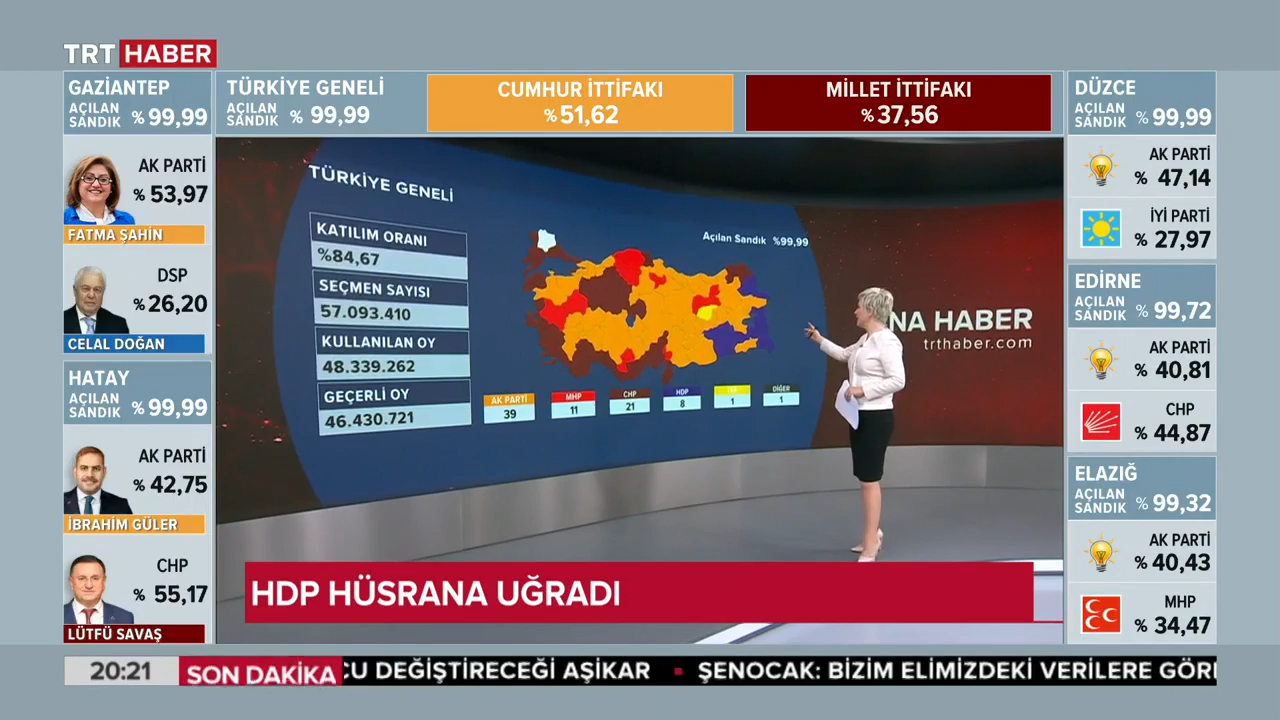 TRT HABER
GAZİANTEP
AÇILAN SANDIK % 99,99
AK PARTİ
% 53,97
FATMA ŞAHİN
DSP
% 26,20
CELAL DOĞAN
HATAY
AÇILAN SANDIK % 99,99
AK PARTİ
% 42,75
İBRAHİM GÜLER
CHP
% 55,17
LÜTFÜ SAVAŞ
TÜRKİYE GENELİ
AÇILAN SANDIK % 99,99
CUMHUR İTTİFAKI
% 51,62
MİLLET İTTİFAKI
% 37,56
TÜRKİYE GENELİ
KATILIM ORANI
%84,67
SEÇMEN SAYISI
57.093.410
KULLANILAN OY
48.339.262
GEÇERLİ OY
46.430.721
Açılan Sandık %99,99
AK PARTİ
39
MHP
11
CHP
21
HDP
8
1
DİĞER
1
NA HABER
trthaber.com
HDP HÜSRANA UĞRADI
DÜZCE
AÇILAN SANDIK % 99,99
AK PARTİ
% 47,14
İYİ PARTİ
% 27,97
EDİRNE
AÇILAN SANDIK % 99,72
AK PARTİ
% 40,81
CHP
% 44,87
ELAZIĞ
AÇILAN SANDIK % 99,32
AK PARTİ
% 40,43
MHP
% 34,47
20:21 SON DAKİKA CU DEĞİŞTİRECEĞİ AŞİKAR ▪ ŞENOCAK: BİZİM ELİMİZDEKİ VERİLERE GÖRE